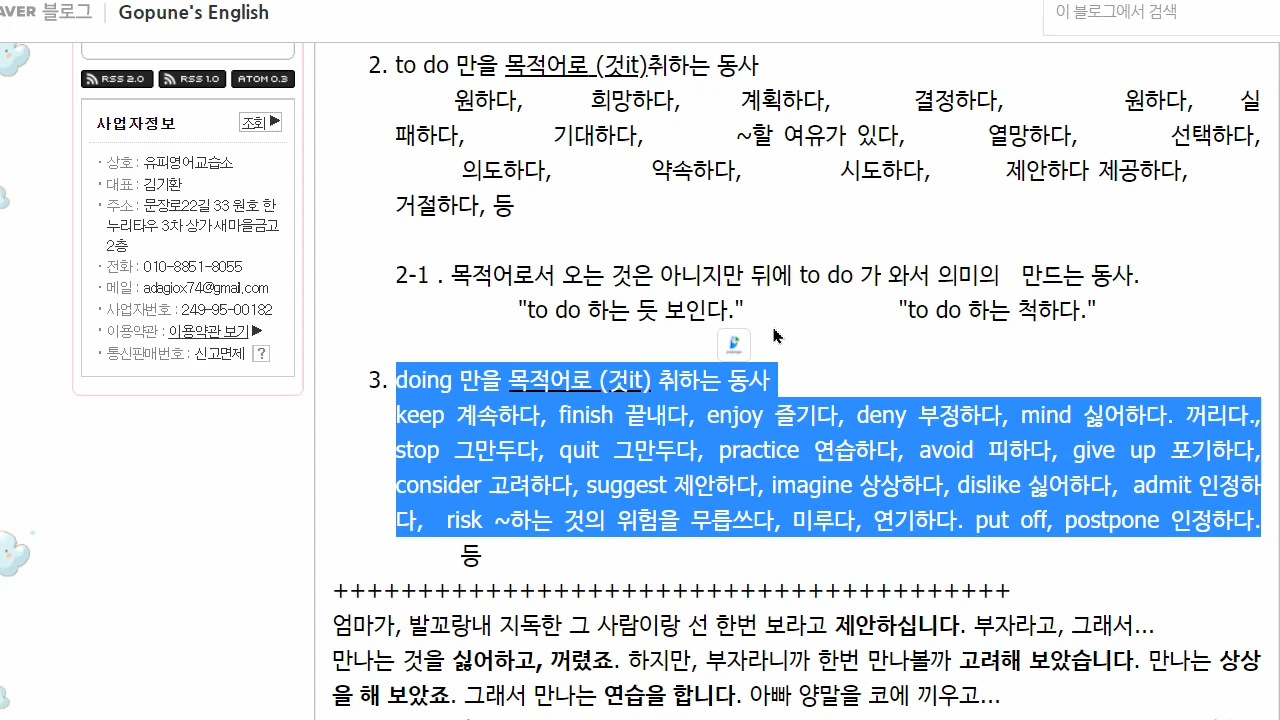 AVER 블로그 Gopune's English
이 블로그에서 검색
RSS 2.0 RSS 1.0 ATOM 0.3
사업자정보 조회▶
· 상호 : 유피영어교습소
· 대표 : 김기환
· 주소 : 문장로22길 33 원호 한
누리타우 3차 상가 새마을금고
2층
· 전화 : 010-8851-8055
· 메일 : adagiox74@gmail.com
· 사업자번호 : 249-95-00182
· 이용약관 : 이용약관 보기▶
· 통신판매번호 : 신고면제 ?
2. to do 만을 목적어로 (것it)취하는 동사
원하다, 희망하다, 계획하다, 결정하다, 원하다, 실
패하다, 기대하다, ~할 여유가 있다, 열망하다, 선택하다,
의도하다, 약속하다, 시도하다, 제안하다 제공하다,
거절하다, 등
2-1 . 목적어로서 오는 것은 아니지만 뒤에 to do 가 와서 의미의 만드는 동사.
"to do 하는 듯 보인다." "to do 하는 척하다."
3. doing 만을 목적어로 (것it) 취하는 동사
keep 계속하다, finish 끝내다, enjoy 즐기다, deny 부정하다, mind 싫어하다. 꺼리다.,
stop 그만두다, quit 그만두다, practice 연습하다, avoid 피하다, give up 포기하다,
consider 고려하다, suggest 제안하다, imagine 상상하다, dislike 싫어하다, admit 인정하
다, risk ~하는 것의 위험을 무릅쓰다, 미루다, 연기하다. put off, postpone 인정하다.
등
++++++++++++++++++++++++++++++++++++++++
엄마가, 발꼬랑내 지독한 그 사람이랑 선 한번 보라고 제안하십니다. 부자라고, 그래서...
만나는 것을 싫어하고, 꺼렸죠. 하지만, 부자라니까 한번 만나볼까 고려해 보았습니다. 만나는 상상
을 해 보았죠. 그래서 만나는 연습을 합니다. 아빠 양말을 코에 끼우고...